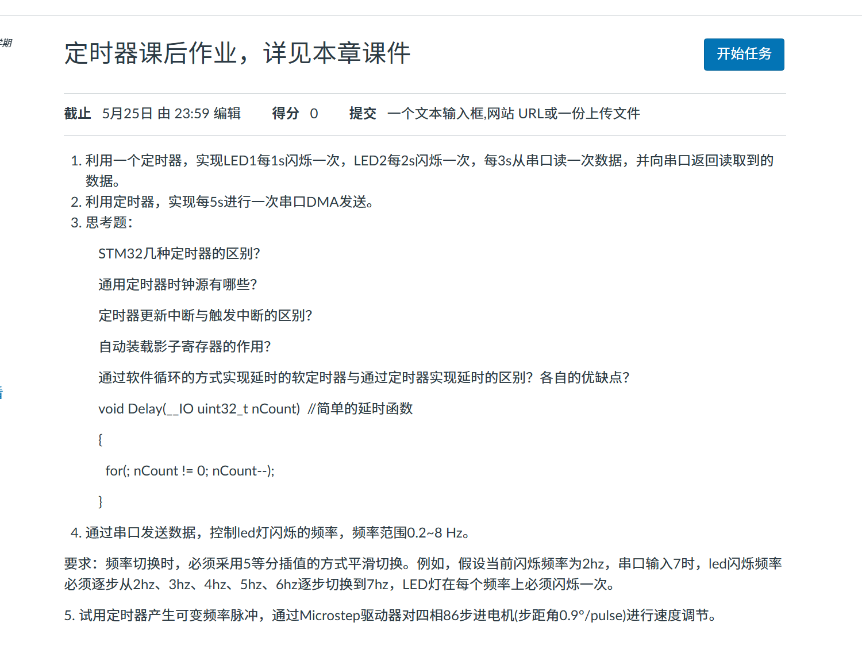 学期
定时器课后作业，详见本章课件
开始任务
截止 5月25日 由 23:59 编辑 得分 0 提交 一个文本输入框,网站 URL或一份上传文件
1. 利用一个定时器，实现LED1每1s闪烁一次，LED2每2s闪烁一次，每3s从串口读一次数据，并向串口返回读取到的
数据。
2. 利用定时器，实现每5s进行一次串口DMA发送。
3. 思考题：
STM32几种定时器的区别？
通用定时器时钟源有哪些？
定时器更新中断与触发中断的区别？
自动装载影子寄存器的作用？
通过软件循环的方式实现延时的软定时器与通过定时器实现延时的区别？各自的优缺点？
void Delay(__IO uint32_t nCount) //简单的延时函数
{
for(; nCount != 0; nCount--);
}
4. 通过串口发送数据，控制led灯闪烁的频率，频率范围0.2~8 Hz。
要求：频率切换时，必须采用5等分插值的方式平滑切换。例如，假设当前闪烁频率为2hz，串口输入7时，led闪烁频率
必须逐步从2hz、3hz、4hz、5hz、6hz逐步切换到7hz，LED灯在每个频率上必须闪烁一次。
5. 试用定时器产生可变频率脉冲，通过Microstep驱动器对四相86步进电机(步距角0.9°/pulse)进行速度调节。